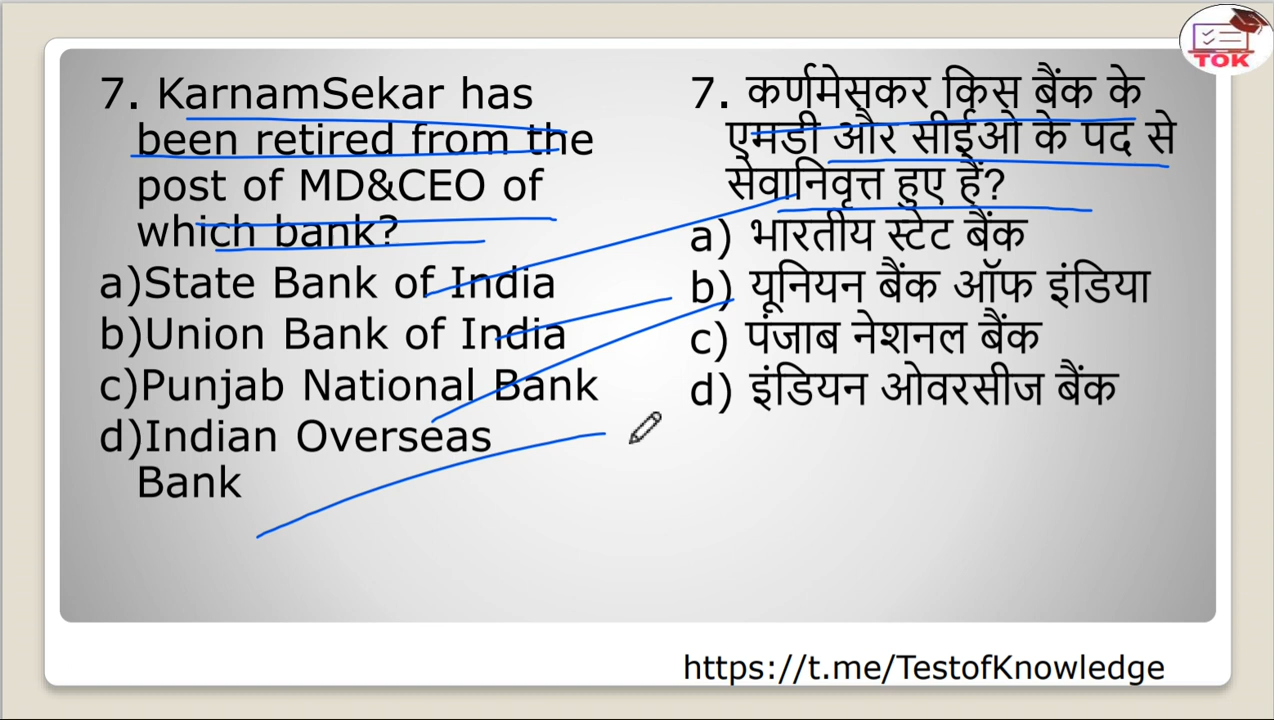 7. KarnamSekar has
been retired from the
post of MD&CEO of
which bank?
a)State Bank of India
b)Union Bank of India
c)Punjab National Bank
d)Indian Overseas
Bank
7. कर्णमेसकर किस बैंक के
एमडी और सीईओ के पद से
सेवानिवृत्त हुए हैं?
a) भारतीय स्टेट बैंक
b) यूनियन बैंक ऑफ इंडिया
c) पंजाब नेशनल बैंक
d) इंडियन ओवरसीज बैंक
TOK
https://t.me/TestofKnowledge